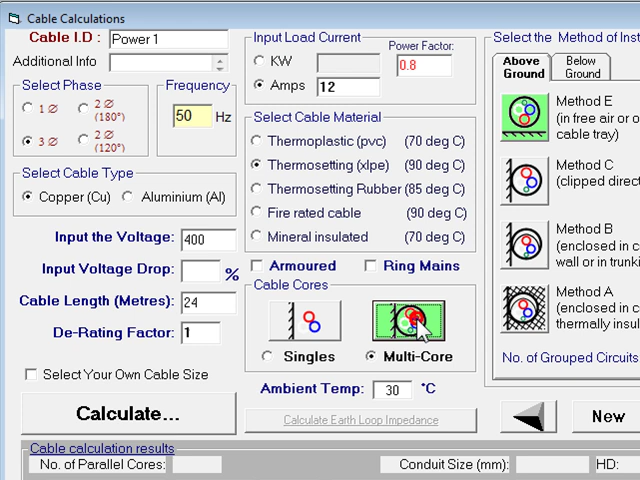 Cable Calculations
Cable I.D : Power 1
Additional Info
Select Phase
1 Ø
2 Ø
(180°)
3 Ø
2 Ø
(120°)
Frequency
50 Hz
Select Cable Type
Copper (Cu)
Aluminium (Al)
Input the Voltage: 400
Input Voltage Drop: %
Cable Length (Metres): 24
De-Rating Factor: 1
Select Your Own Cable Size
Calculate...
Input Load Current
KW
Amps 12
Power Factor:
0.8
Select Cable Material
Thermoplastic (pvc) (70 deg C)
Thermosetting (xlpe) (90 deg C)
Thermosetting Rubber (85 deg C)
Fire rated cable (90 deg C)
Mineral insulated (70 deg C)
Armoured
Ring Mains
Cable Cores
Singles
Multi-Core
Ambient Temp: 30 °C
Calculate Earth Loop Impedance
Select the Method of Inst
Above
Ground
Below
Ground
Method E
(in free air or o
cable tray)
Method C
(clipped direct
Method B
(enclosed in c
wall or in trunki
Method A
(enclosed in c
thermally insul
No. of Grouped Circuits
New
Cable calculation results
No. of Parallel Cores:
Conduit Size (mm):
HD: